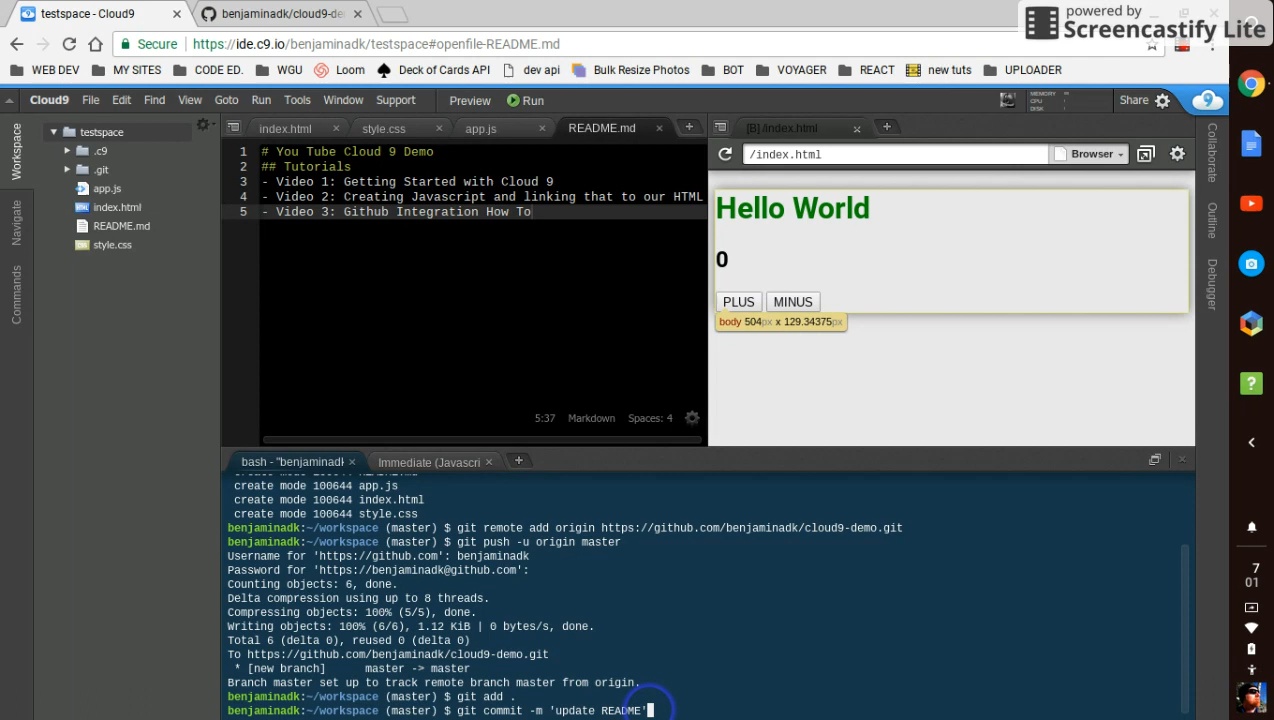 testspace - Cloud9
benjaminadk/cloud9-de
powered by
Screencastify Lite
Secure
https://ide.c9.io/benjaminadk/testspace#openfile-README.md
WEB DEV
MY SITES
CODE ED.
WGU
Loom
Deck of Cards API
dev api
Bulk Resize Photos
BOT
VOYAGER
REACT
new tuts
UPLOADER
Cloud9
File
Edit
Find
View
Goto
Run
Tools
Window
Support
Preview
Run
MEMORY
CPU
DISK
Share
Workspace
Navigate
Commands
testspace
.c9
.git
app.js
index.html
README.md
style.css
index.html
style.css
app.js
README.md
1 # You Tube Cloud 9 Demo
2 ## Tutorials
3 - Video 1: Getting Started with Cloud 9
4 - Video 2: Creating Javascript and linking that to our HTML
5 - Video 3: Github Integration How To
5:37 Markdown Spaces: 4
[B] /index.html
/index.html
Browser
Hello World
0
PLUS MINUS
body 504px x 129.34375px
Collaborate
Outline
Debugger
bash - "benjaminadk
Immediate (Javascri
create mode 100644 app.js
create mode 100644 index.html
create mode 100644 style.css
benjaminadk:~/workspace (master) $ git remote add origin https://github.com/benjaminadk/cloud9-demo.git
benjaminadk:~/workspace (master) $ git push -u origin master
Username for 'https://github.com': benjaminadk
Password for 'https://benjaminadk@github.com':
Counting objects: 6, done.
Delta compression using up to 8 threads.
Compressing objects: 100% (5/5), done.
Writing objects: 100% (6/6), 1.12 KiB | 0 bytes/s, done.
Total 6 (delta 0), reused 0 (delta 0)
To https://github.com/benjaminadk/cloud9-demo.git
* [new branch] master -> master
Branch master set up to track remote branch master from origin.
benjaminadk:~/workspace (master) $ git add .
benjaminadk:~/workspace (master) $ git commit -m 'update README'
7
01